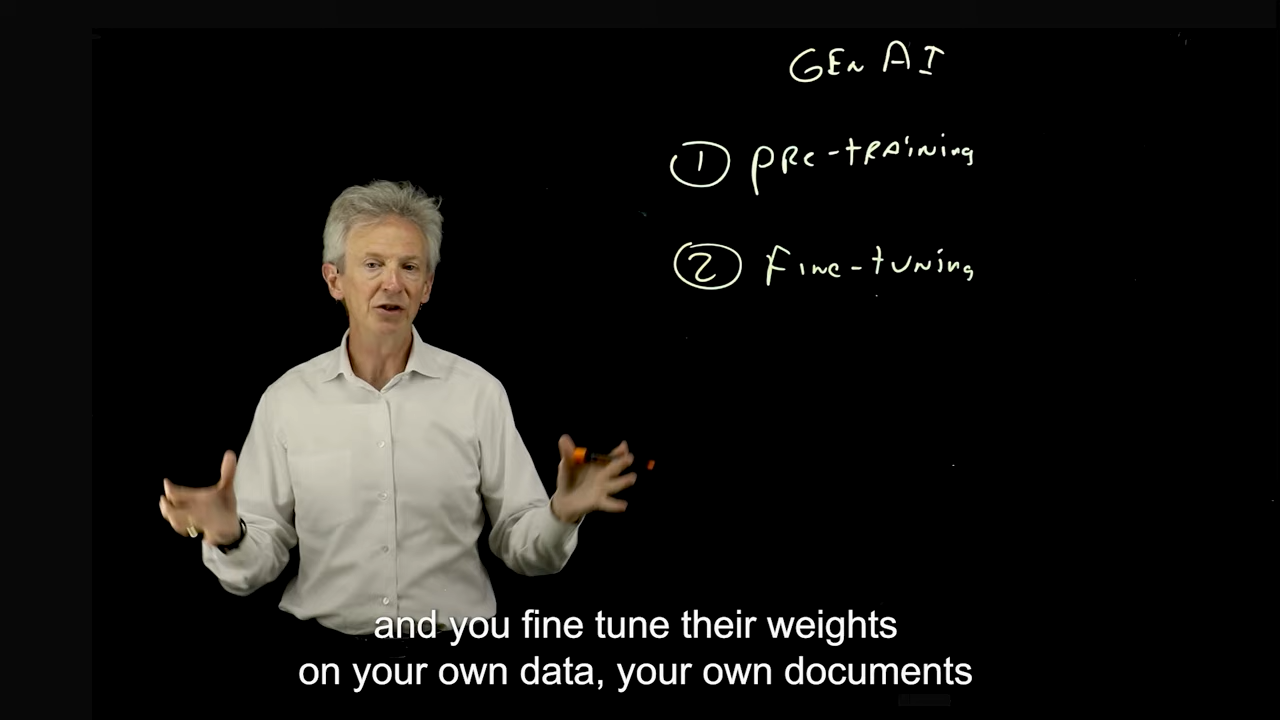 GEN AI
① PRE-TRAINING
② FINE-TUNING
and you fine tune their weights
on your own data, your own documents